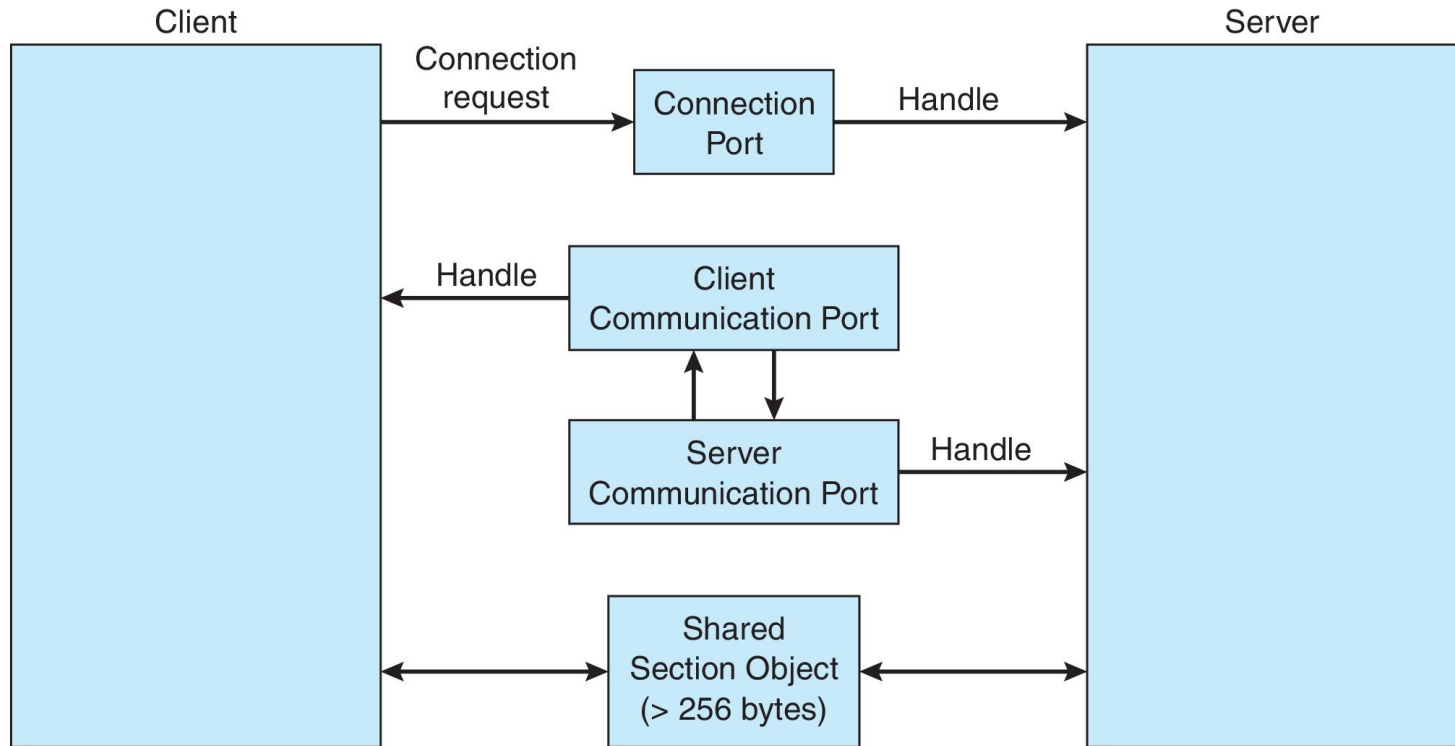 Client
Server
Connection
request
Connection
Port
Handle
Handle
Client
Communication Port
Server
Communication Port
Handle
Shared
Section Object
(> 256 bytes)